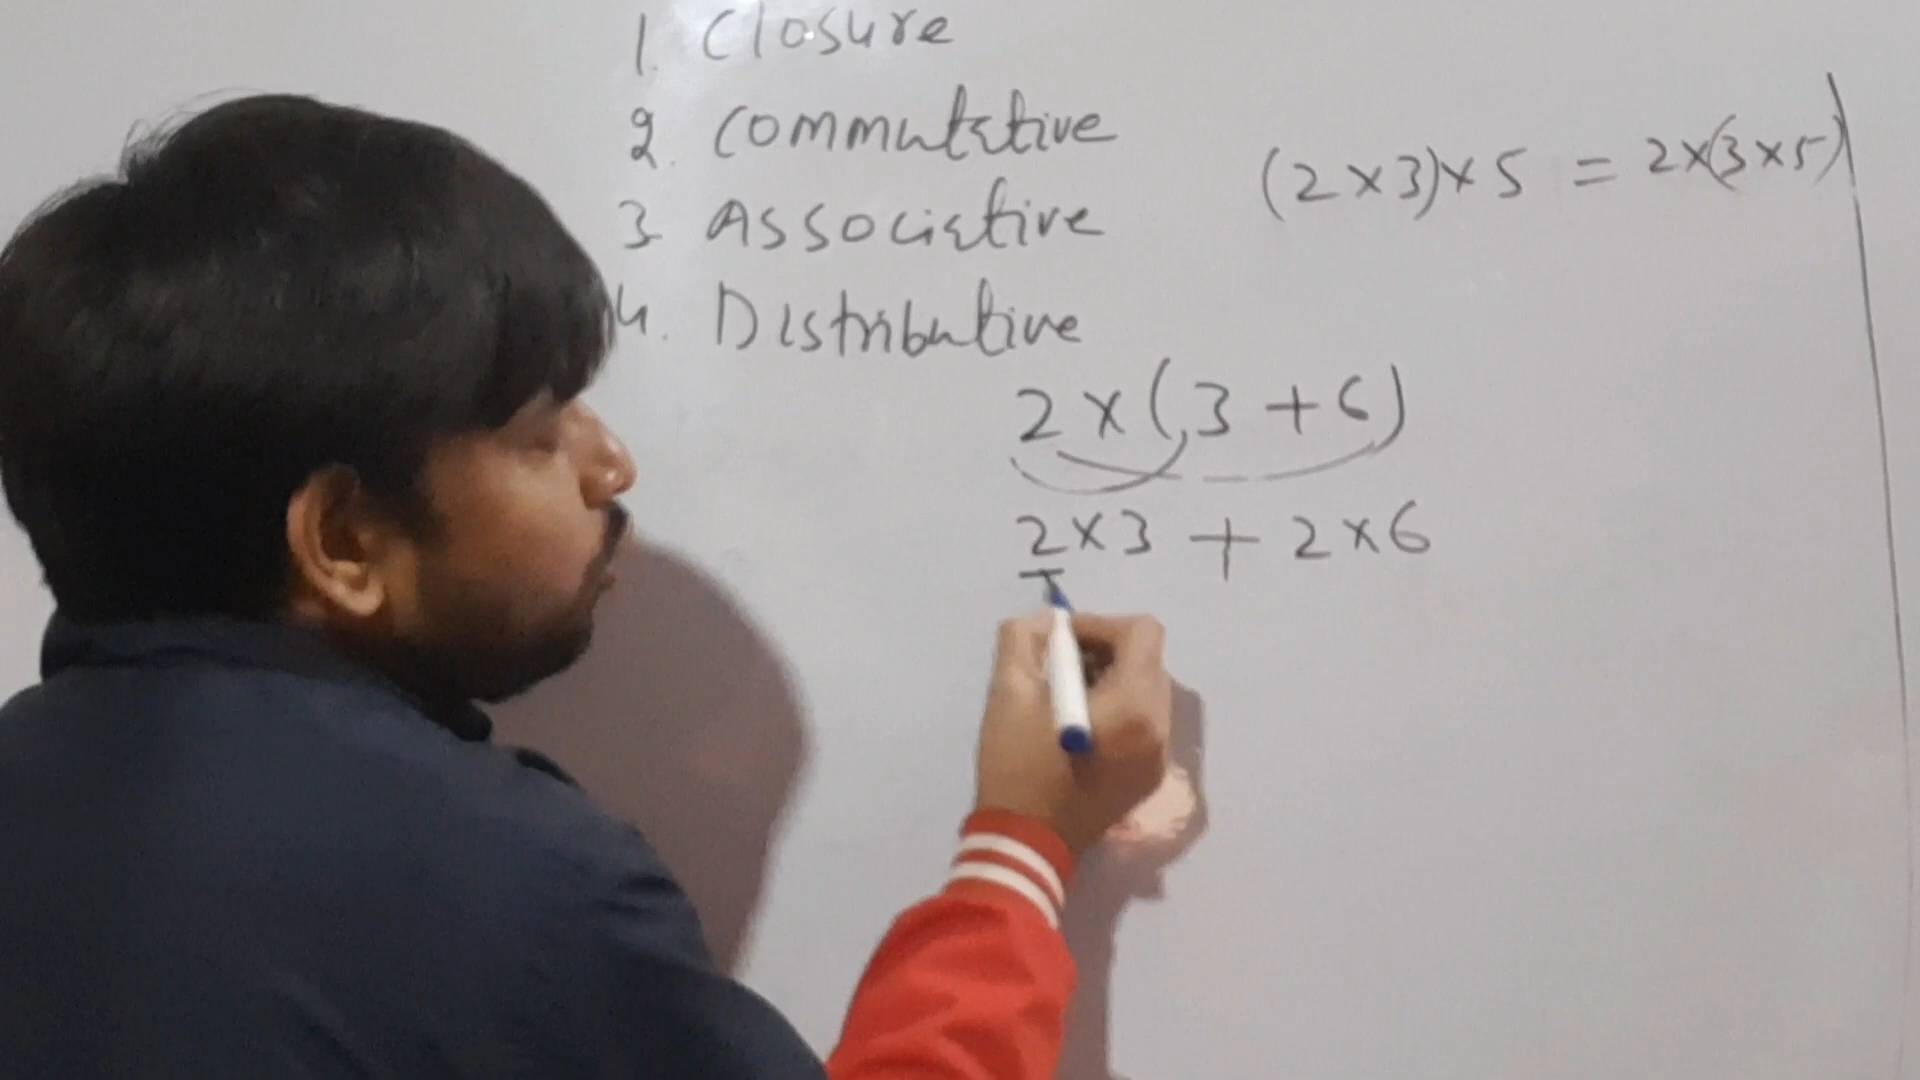 1. Closure
2. Commutative
3 Associative
(2×3)×5 = 2×(3×5)
4. Distributive
2×(3+6)
2×3 + 2×6